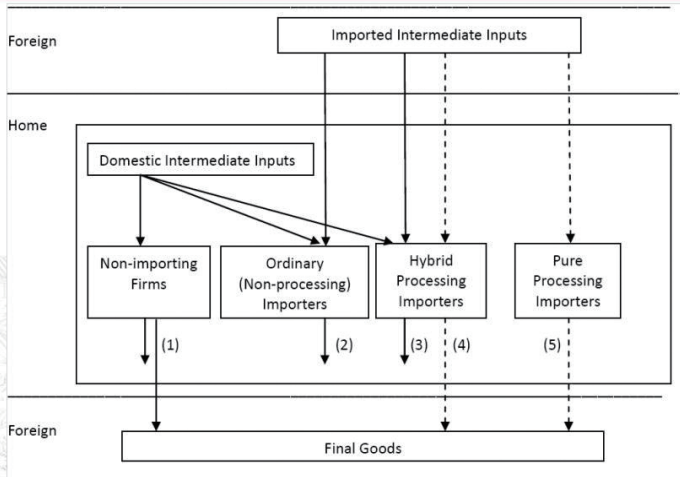 Foreign
Imported Intermediate Inputs
Home
Domestic Intermediate Inputs
Non-importing
Firms
Ordinary
(Non-processing)
Importers
Hybrid
Processing
Importers
Pure
Processing
Importers
(1)
(2)
(3)
(4)
(5)
Foreign
Final Goods